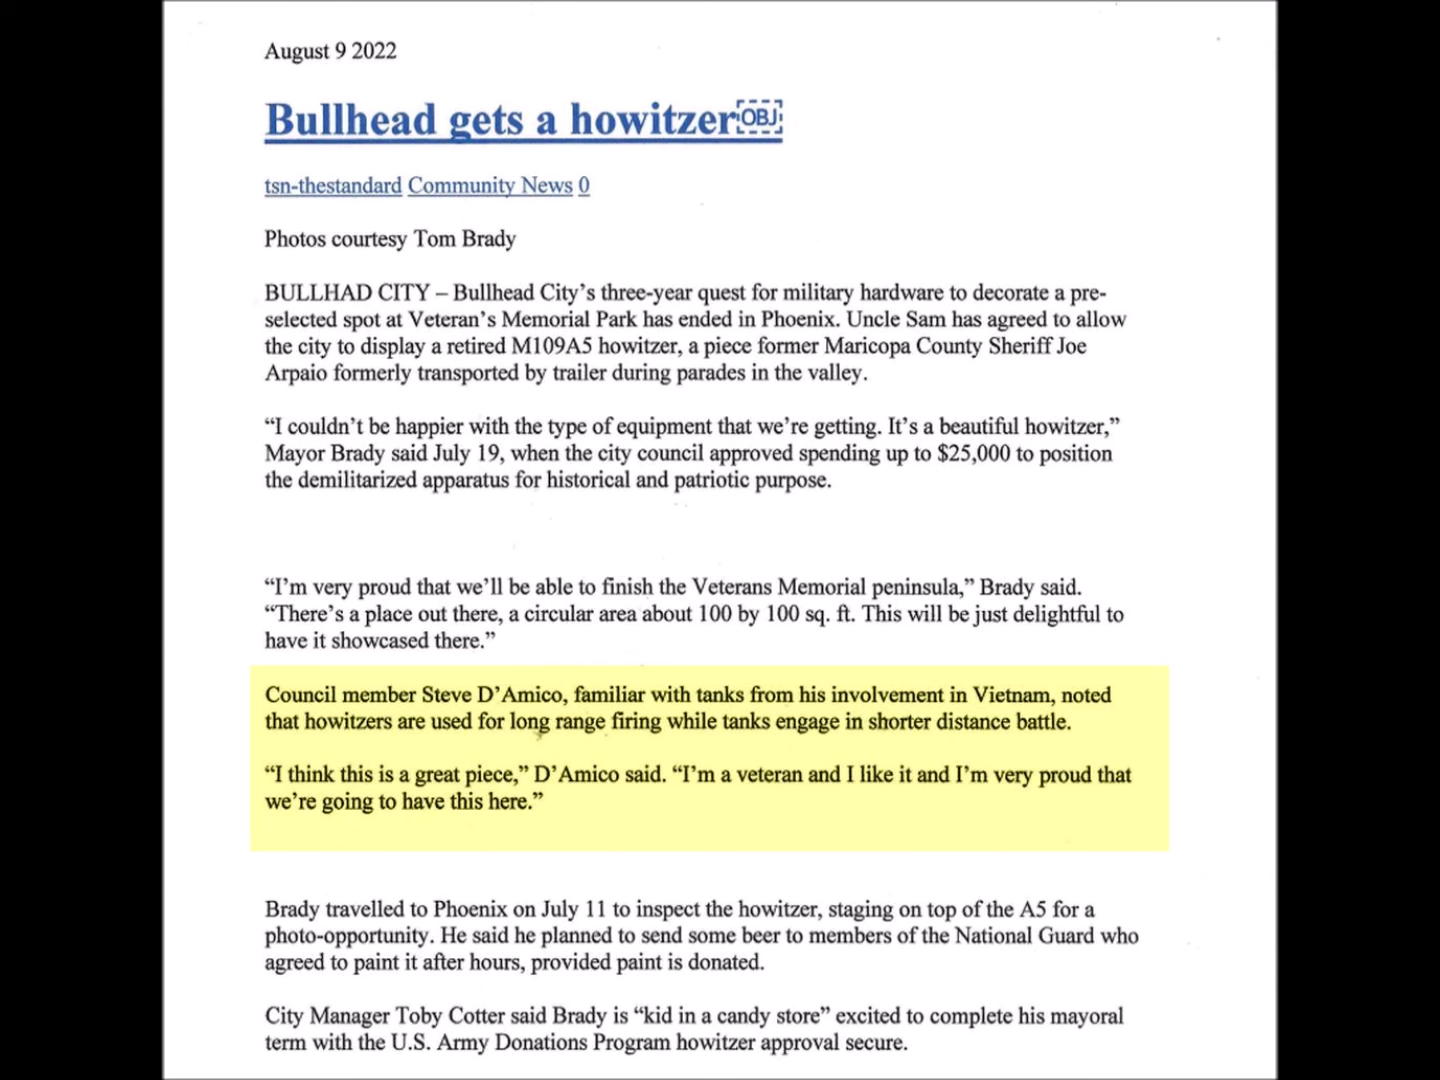 August 9 2022
Bullhead gets a howitzer OBJ
tsn-thestandard Community News 0
Photos courtesy Tom Brady
BULLHAD CITY – Bullhead City’s three-year quest for military hardware to decorate a pre-
selected spot at Veteran’s Memorial Park has ended in Phoenix. Uncle Sam has agreed to allow
the city to display a retired M109A5 howitzer, a piece former Maricopa County Sheriff Joe
Arpaio formerly transported by trailer during parades in the valley.
“I couldn’t be happier with the type of equipment that we’re getting. It’s a beautiful howitzer,”
Mayor Brady said July 19, when the city council approved spending up to $25,000 to position
the demilitarized apparatus for historical and patriotic purpose.
“I’m very proud that we’ll be able to finish the Veterans Memorial peninsula,” Brady said.
“There’s a place out there, a circular area about 100 by 100 sq. ft. This will be just delightful to
have it showcased there.”
Council member Steve D’Amico, familiar with tanks from his involvement in Vietnam, noted
that howitzers are used for long range firing while tanks engage in shorter distance battle.
“I think this is a great piece,” D’Amico said. “I’m a veteran and I like it and I’m very proud that
we’re going to have this here.”
Brady travelled to Phoenix on July 11 to inspect the howitzer, staging on top of the A5 for a
photo-opportunity. He said he planned to send some beer to members of the National Guard who
agreed to paint it after hours, provided paint is donated.
City Manager Toby Cotter said Brady is “kid in a candy store” excited to complete his mayoral
term with the U.S. Army Donations Program howitzer approval secure.